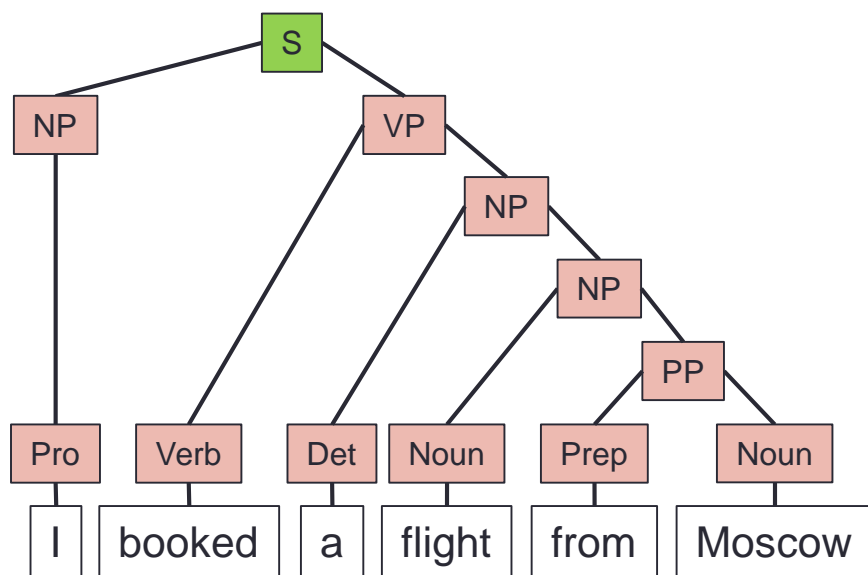 S
NP VP
NP
NP
PP
Pro Verb Det Noun Prep Noun
I booked a flight from Moscow